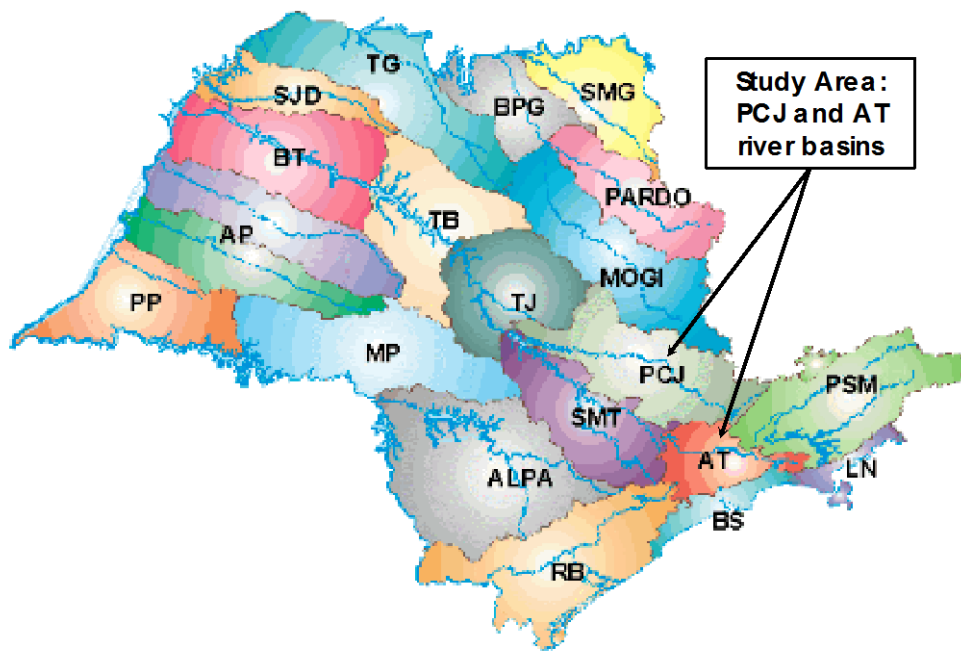 TG
SMG
Study Area:
PCJ and AT
river basins
SJD
BPG
BT
PARDO
TB
AP
MOGI
PP
TJ
MP
PCJ
PSM
SMT
AT
LN
ALPA
BS
RB